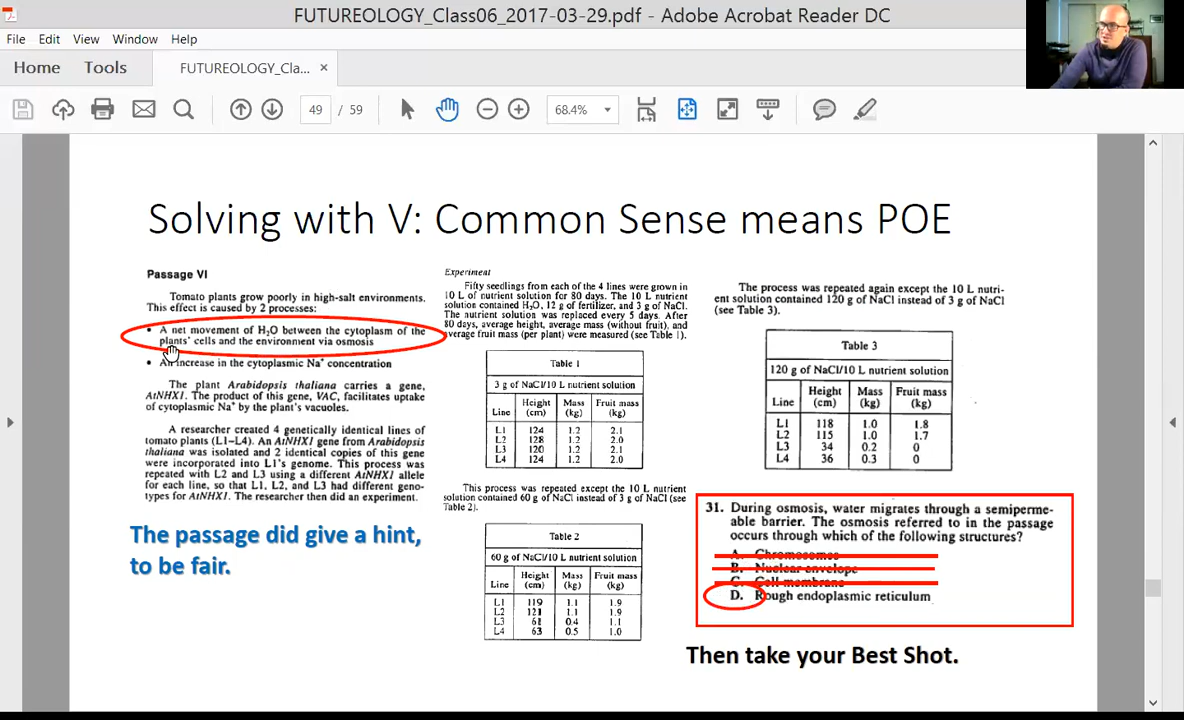 FUTUREOLOGY_Class06_2017-03-29.pdf - Adobe Acrobat Reader DC
File Edit View Window Help
Home Tools FUTUREOLOGY_Cla... ×
49 / 59 68.4%
Solving with V: Common Sense means POE
Passage VI
Tomato plants grow poorly in high-salt environments.
This effect is caused by 2 processes:
• A net movement of H₂O between the cytoplasm of the
plants' cells and the environment via osmosis
• An increase in the cytoplasmic Na⁺ concentration
The plant Arabidopsis thaliana carries a gene,
AtNHX1. The product of this gene, VAC, facilitates uptake
of cytoplasmic Na⁺ by the plant's vacuoles.
A researcher created 4 genetically identical lines of
tomato plants (L1–L4). An AtNHX1 gene from Arabidopsis
thaliana was isolated and 2 identical copies of this gene
were incorporated into L1's genome. This process was
repeated with L2 and L3 using a different AtNHX1 allele
for each line, so that L1, L2, and L3 had different geno-
types for AtNHX1. The researcher then did an experiment.
The passage did give a hint,
to be fair.
Experiment
Fifty seedlings from each of the 4 lines were grown in
10 L of nutrient solution for 80 days. The 10 L nutrient
solution contained H₂O, 12 g of fertilizer, and 3 g of NaCl.
The nutrient solution was replaced every 5 days. After
80 days, average height, average mass (without fruit), and
average fruit mass (per plant) were measured (see Table 1).
Table 1
3 g of NaCl/10 L nutrient solution
Line Height (cm) Mass (kg) Fruit mass (kg)
L1 124 1.2 2.1
L2 128 1.2 2.0
L3 120 1.2 2.1
L4 124 1.2 2.0
This process was repeated except the 10 L nutrient
solution contained 60 g of NaCl instead of 3 g of NaCl (see
Table 2).
Table 2
60 g of NaCl/10 L nutrient solution
Line Height (cm) Mass (kg) Fruit mass (kg)
L1 119 1.1 1.9
L2 121 1.1 1.9
L3 61 0.4 1.1
L4 63 0.5 1.0
The process was repeated again except the 10 L nutri-
ent solution contained 120 g of NaCl instead of 3 g of NaCl
(see Table 3).
Table 3
120 g of NaCl/10 L nutrient solution
Line Height (cm) Mass (kg) Fruit mass (kg)
L1 118 1.0 1.8
L2 115 1.0 1.7
L3 34 0.2 0
L4 36 0.3 0
31. During osmosis, water migrates through a semiperme-
able barrier. The osmosis referred to in the passage
occurs through which of the following structures?
A. Chromosomes
B. Nuclear envelope
C. Cell membrane
D. Rough endoplasmic reticulum
Then take your Best Shot.